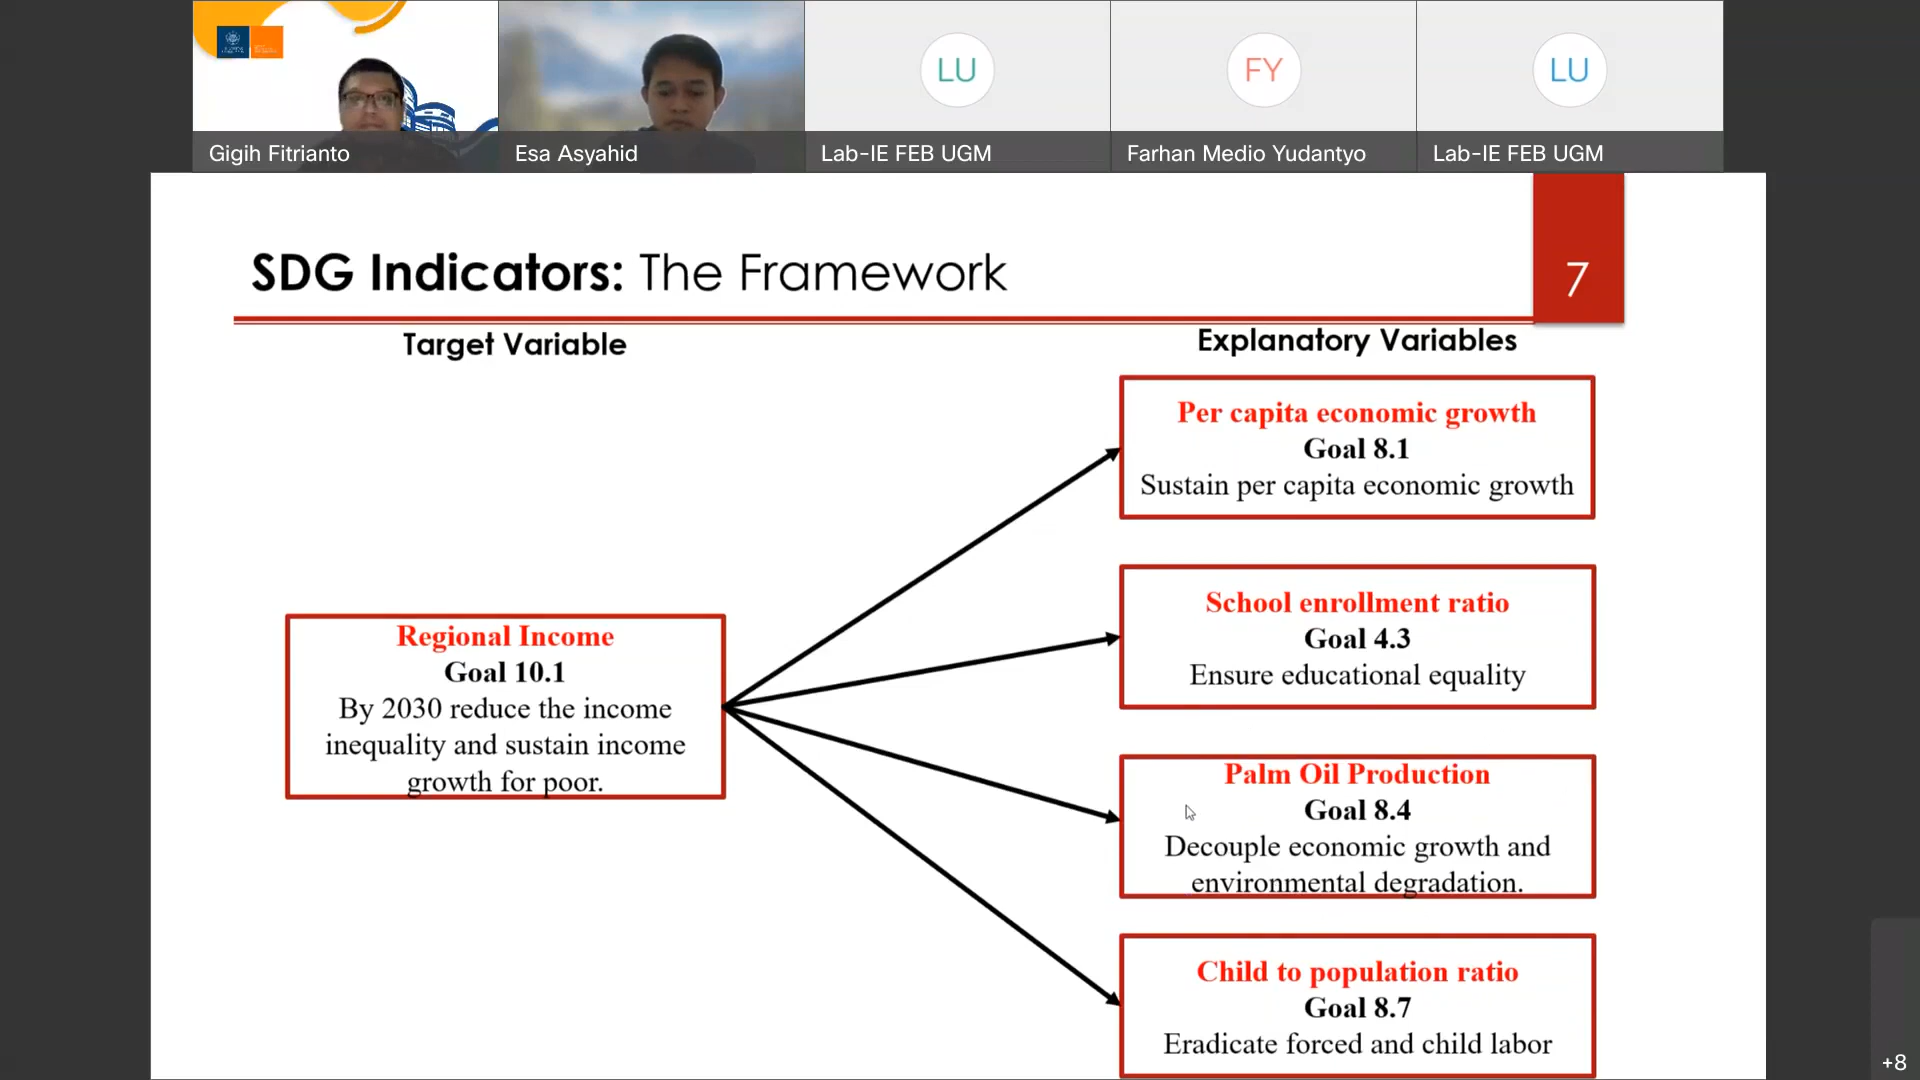 Gigih Fitrianto
Esa Asyahid
LU
Lab-IE FEB UGM
FY
Farhan Medio Yudantyo
LU
Lab-IE FEB UGM
SDG Indicators: The Framework
7
Target Variable
Explanatory Variables
Regional Income
Goal 10.1
By 2030 reduce the income
inequality and sustain income
growth for poor.
Per capita economic growth
Goal 8.1
Sustain per capita economic growth
School enrollment ratio
Goal 4.3
Ensure educational equality
Palm Oil Production
Goal 8.4
Decouple economic growth and
environmental degradation.
Child to population ratio
Goal 8.7
Eradicate forced and child labor
+8